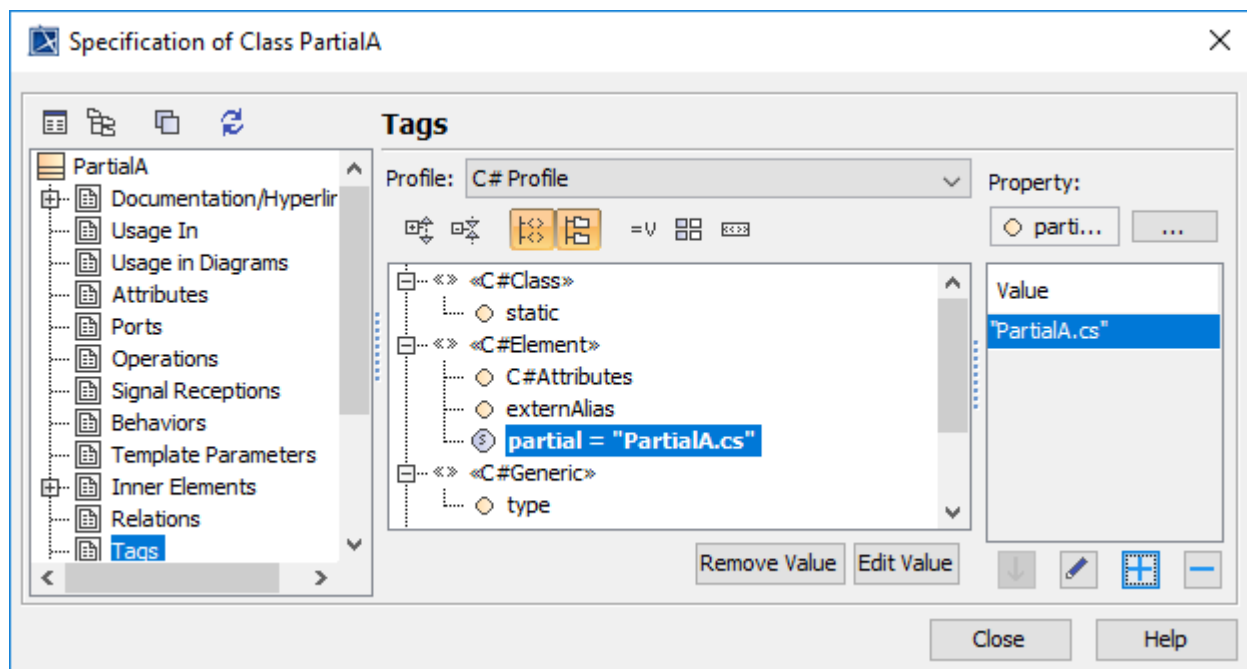 Specification of Class PartialA
PartialA
Documentation/Hyperlin
Usage In
Usage in Diagrams
Attributes
Ports
Operations
Signal Receptions
Behaviors
Template Parameters
Inner Elements
Relations
Tags
Tags
Profile: C# Profile
=V
«» «C#Class»
static
«» «C#Element»
C#Attributes
externAlias
partial = "PartialA.cs"
«» «C#Generic»
type
Remove Value Edit Value
Property:
parti... ...
Value
"PartialA.cs"
Close Help